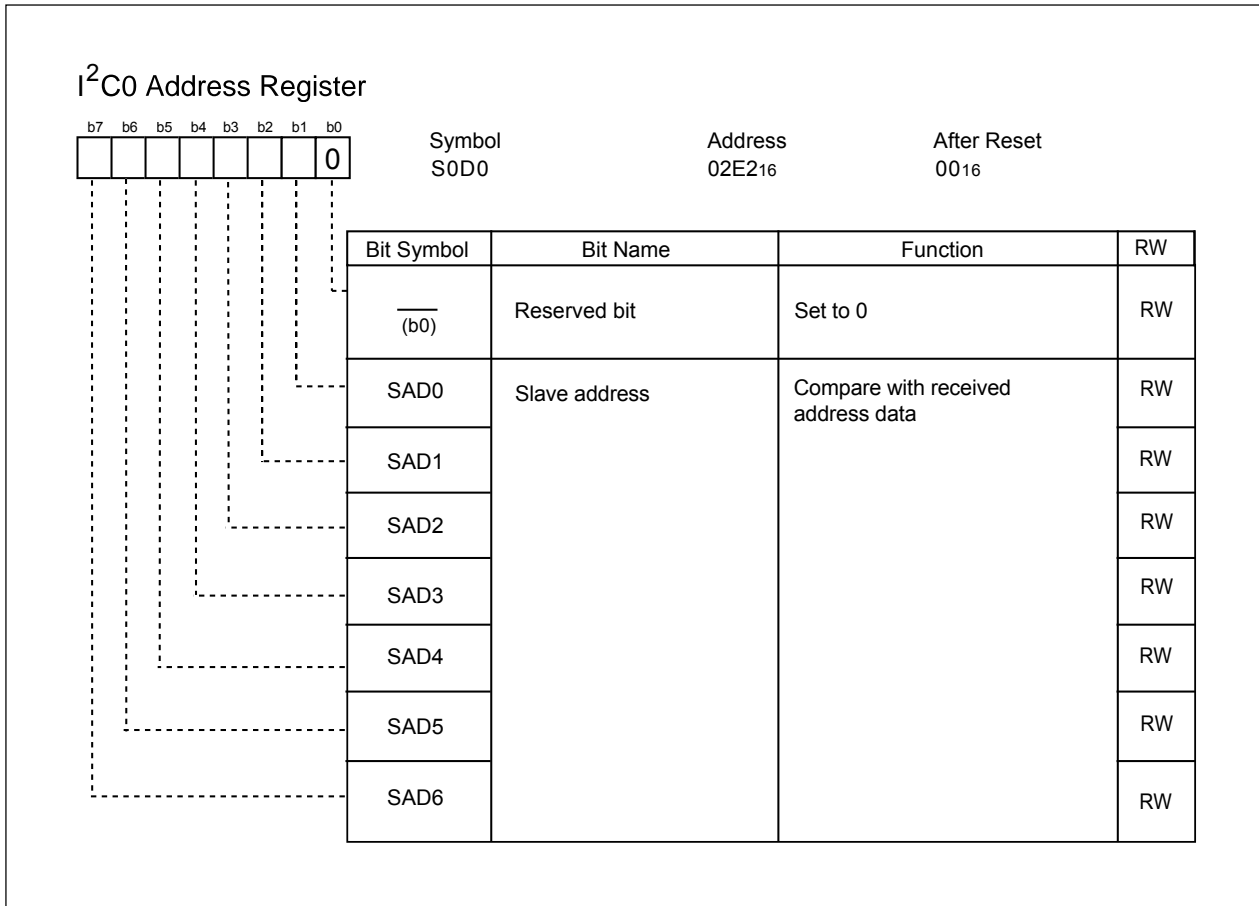 I²C0 Address Register
b7 b6 b5 b4 b3 b2 b1 b0
0
Symbol Address After Reset
S0D0 02E216 0016
Bit Symbol Bit Name Function RW
(b0) Reserved bit Set to 0 RW
SAD0 Slave address Compare with received address data RW
SAD1 RW
SAD2 RW
SAD3 RW
SAD4 RW
SAD5 RW
SAD6 RW